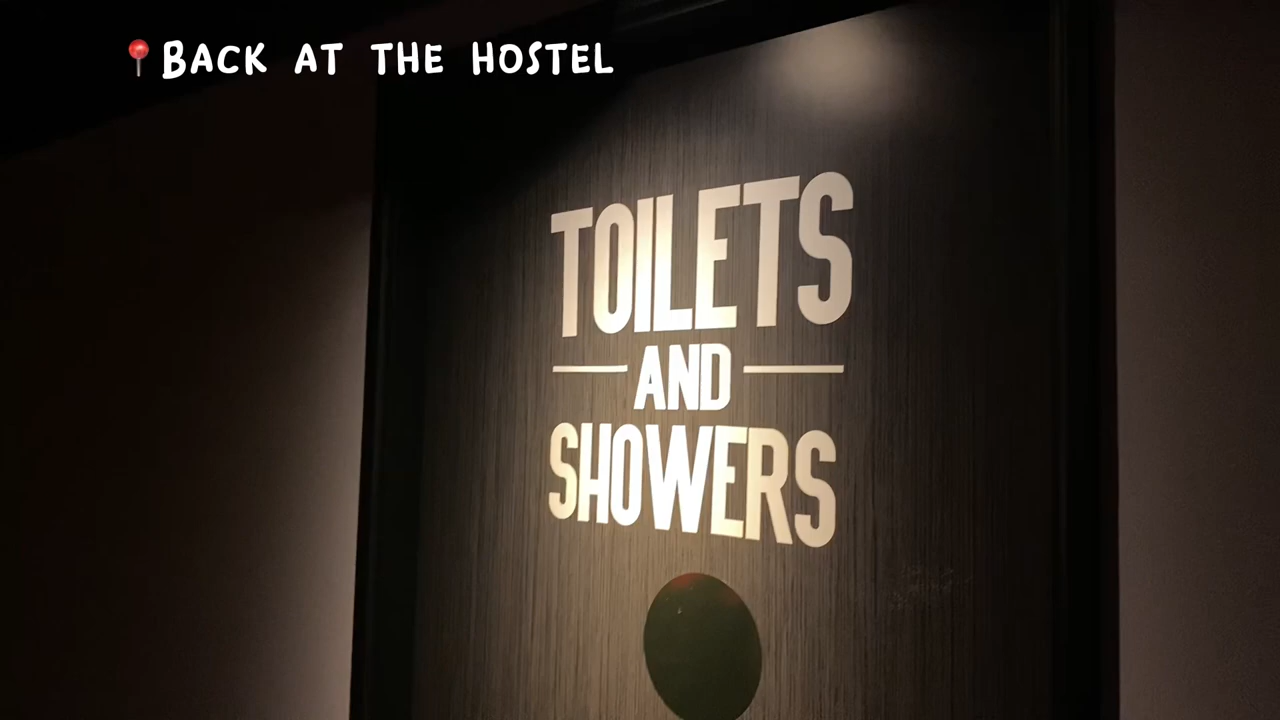 📍BACK AT THE HOSTEL
TOILETS
AND
SHOWERS